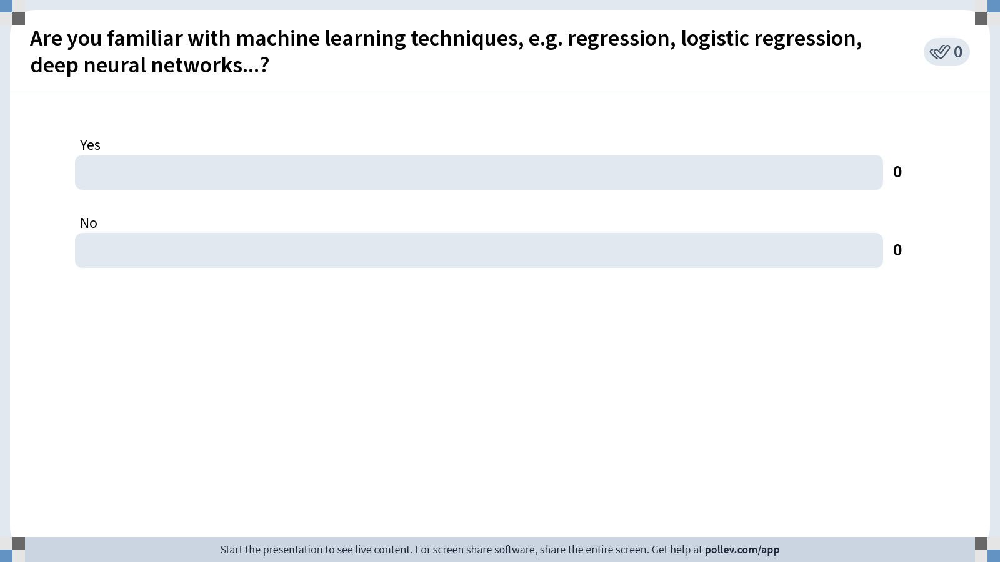 Are you familiar with machine learning techniques, e.g. regression, logistic regression,
deep neural networks...?
0
Yes
0
No
0
Start the presentation to see live content. For screen share software, share the entire screen. Get help at pollev.com/app